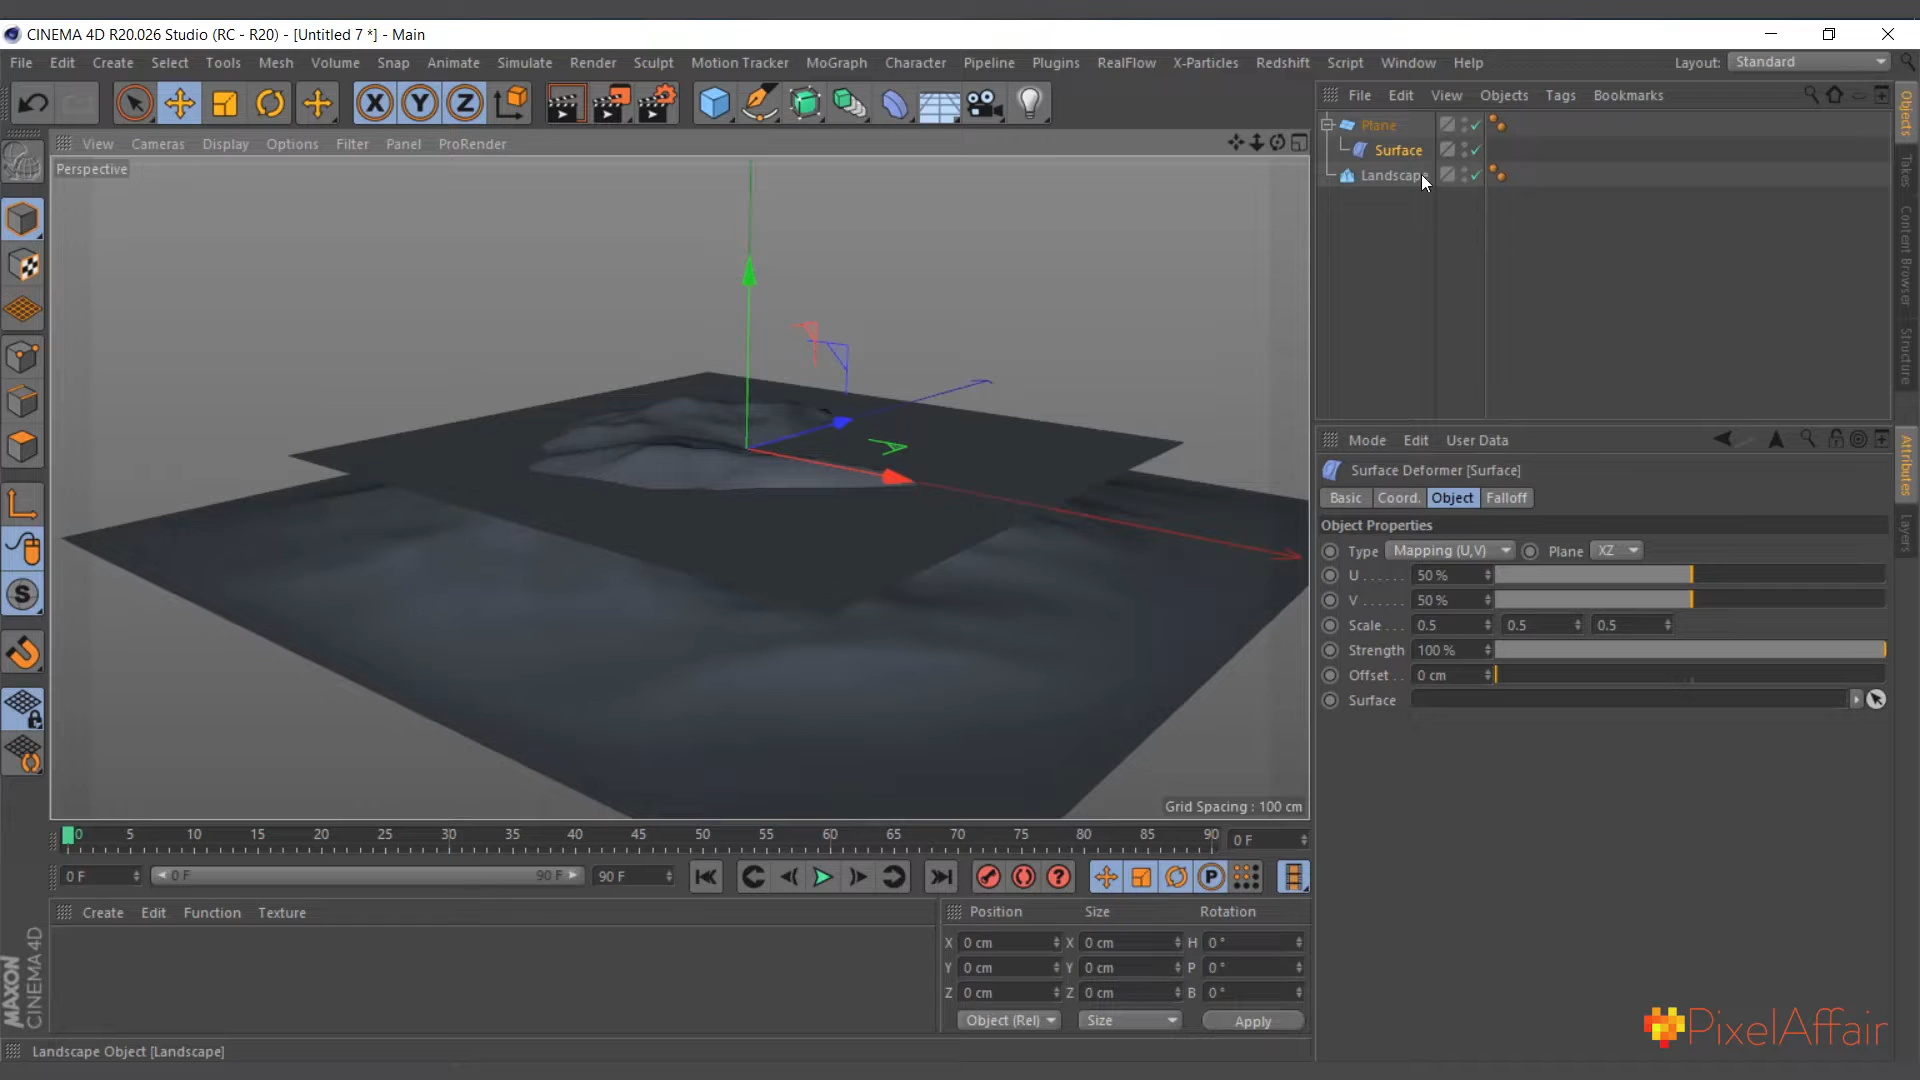 CINEMA 4D R20.026 Studio (RC - R20) - [Untitled 7 *] - Main
File Edit Create Select Tools Mesh Volume Snap Animate Simulate Render Sculpt Motion Tracker MoGraph Character Pipeline Plugins RealFlow X-Particles Redshift Script Window Help Layout: Standard
X Y Z
File Edit View Objects Tags Bookmarks
View Cameras Display Options Filter Panel ProRender
Perspective
Plane
Surface
Landscape
Objects
Takes
Content Browser
Structure
Attributes
Layers
Mode Edit User Data
Surface Deformer [Surface]
Basic Coord. Object Falloff
Object Properties
Type Mapping (U,V) Plane XZ
U . . . . . . 50 %
V . . . . . . 50 %
Scale . . . 0.5 0.5 0.5
Strength 100 %
Offset . . 0 cm
Surface
S
Grid Spacing : 100 cm
0 5 10 15 20 25 30 35 40 45 50 55 60 65 70 75 80 85 90 0 F
0 F 0 F 90 F 90 F ? P
Create Edit Function Texture
Position Size Rotation
X 0 cm X 0 cm H 0 °
Y 0 cm Y 0 cm P 0 °
Z 0 cm Z 0 cm B 0 °
Object (Rel) Size Apply
MAXON
CINEMA 4D
Landscape Object [Landscape]
PixelAffair